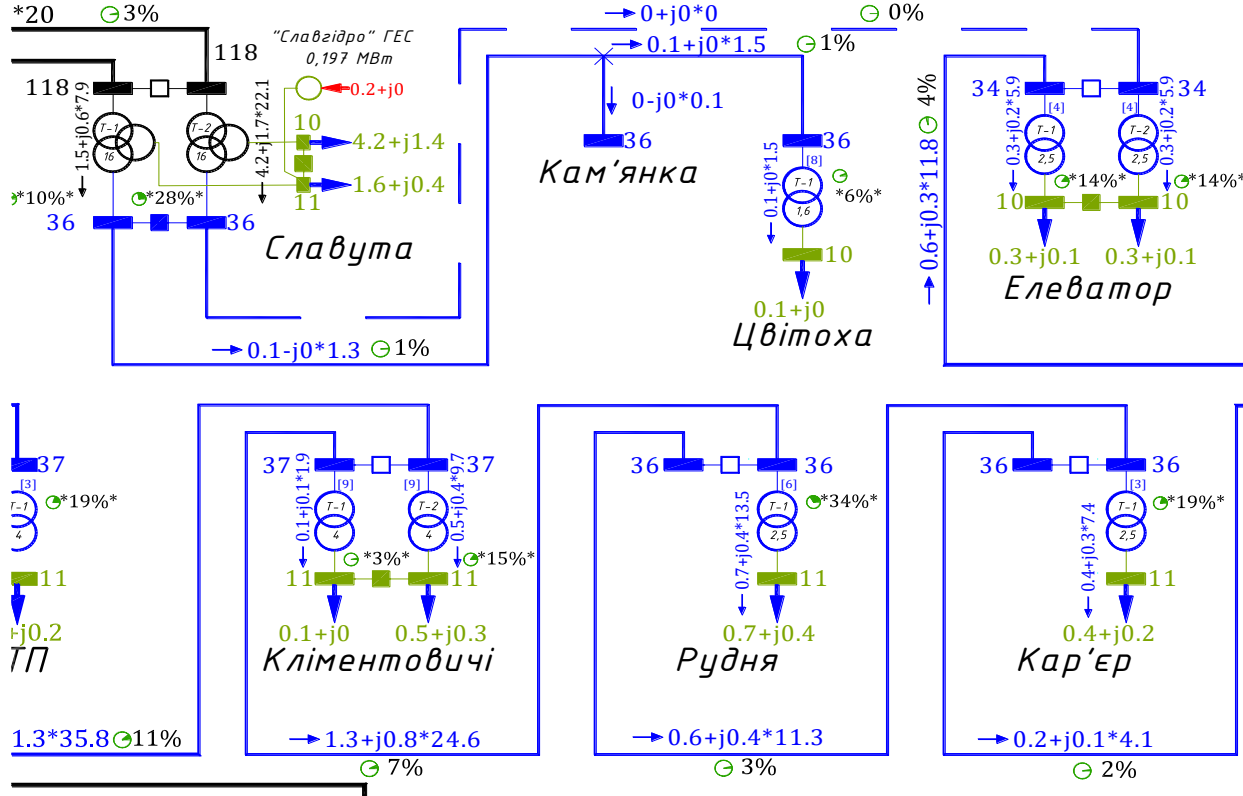 *20
3%
0+j0*0
0%
"Славгідро" ГЕС
0,197 МВт
118
0.1+j0*1.5
1%
118
0.2+j0
34
34
1.5+j0.6*7.9
4.2+j1.7*22.1
10
4.2+j1.4
0-j0*0.1
4%
0.6+j0.3*11.8
[4]
[4]
0.3+j0.2*5.9
0.3+j0.2*5.9
Т-1
16
Т-2
16
36
36
Т-1
2,5
Т-2
2,5
1.6+j0.4
Кам'янка
[8]
0.1+j0*1.5
Т-1
1,6
*6%*
*14%*
*14%*
*10%*
*28%*
11
36
36
10
10
Славута
10
0.3+j0.1
0.3+j0.1
Елеватор
0.1+j0
Цвітоха
0.1-j0*1.3
1%
37
37
37
36
36
36
36
[3]
[9]
[9]
[6]
[3]
Т-1
4
*19%*
0.1+j0.1*1.9
Т-1
4
Т-2
4
0.5+j0.4*9.7
0.7+j0.4*13.5
Т-1
2,5
*34%*
0.4+j0.3*7.4
Т-1
2,5
*19%*
*3%*
*15%*
11
11
11
11
11
+j0.2
0.1+j0
0.5+j0.3
0.7+j0.4
0.4+j0.2
ТП
Кліментовичі
Рудня
Кар'єр
1.3*35.8
11%
1.3+j0.8*24.6
0.6+j0.4*11.3
0.2+j0.1*4.1
7%
3%
2%